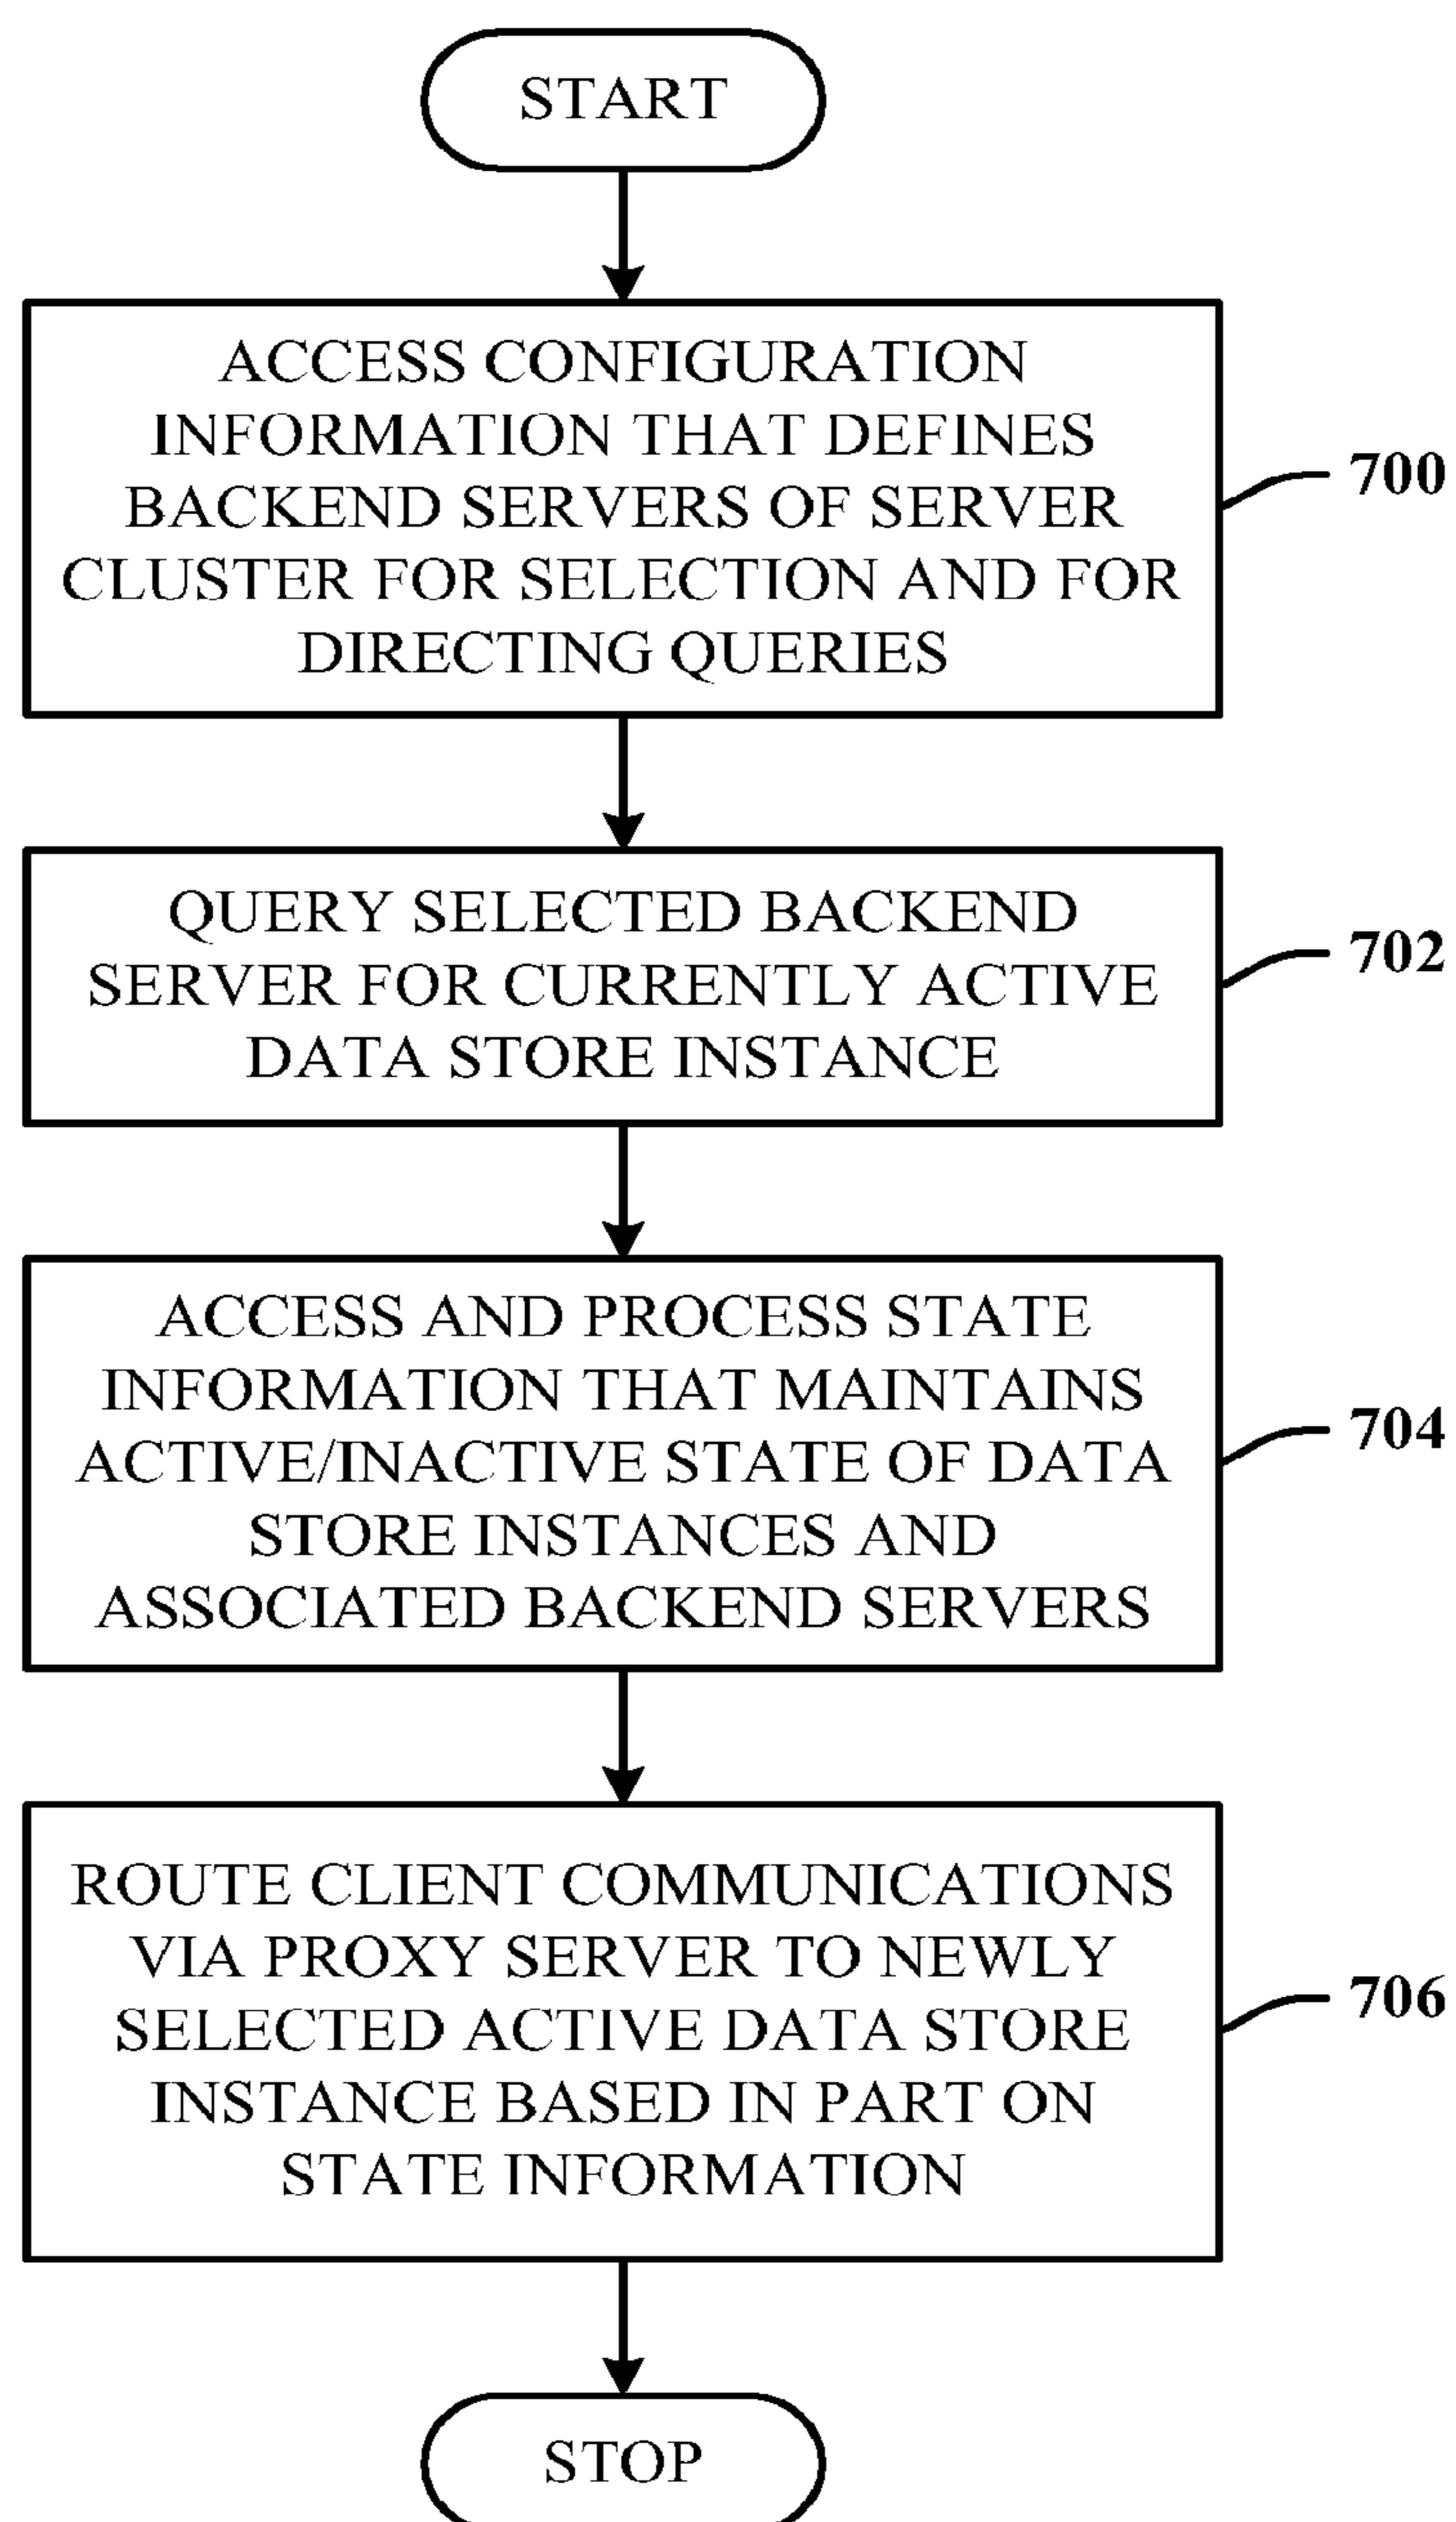 START
ACCESS CONFIGURATION
INFORMATION THAT DEFINES
BACKEND SERVERS OF SERVER
CLUSTER FOR SELECTION AND FOR
DIRECTING QUERIES
700
QUERY SELECTED BACKEND
SERVER FOR CURRENTLY ACTIVE
DATA STORE INSTANCE
702
ACCESS AND PROCESS STATE
INFORMATION THAT MAINTAINS
ACTIVE/INACTIVE STATE OF DATA
STORE INSTANCES AND
ASSOCIATED BACKEND SERVERS
704
ROUTE CLIENT COMMUNICATIONS
VIA PROXY SERVER TO NEWLY
SELECTED ACTIVE DATA STORE
INSTANCE BASED IN PART ON
STATE INFORMATION
706
STOP